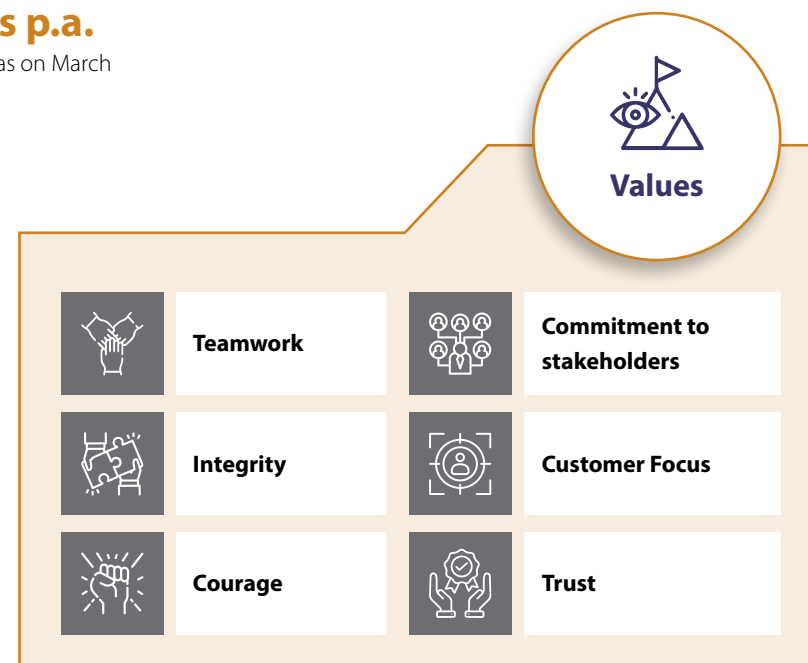 s p.a.
as on March
Values
Teamwork
Commitment to
stakeholders
Integrity
Customer Focus
Courage
Trust